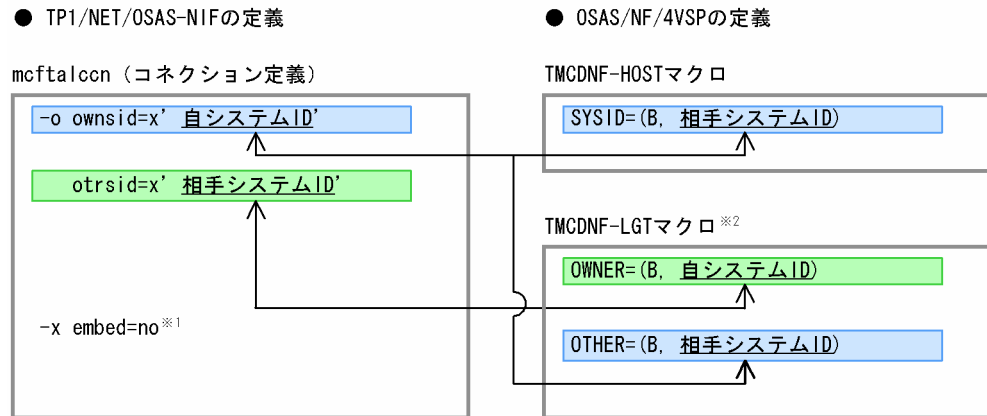 ● TP1/NET/OSAS-NIFの定義
mcftalccn（コネクション定義）
-o ownsid=x’ 自システムID’
otrsid=x’ 相手システムID’
-x embed=no※1
● OSAS/NF/4VSPの定義
TMCDNF-HOSTマクロ
SYSID=(B, 相手システムID)
TMCDNF-LGTマクロ※2
OWNER=(B, 自システムID)
OTHER=(B, 相手システムID)